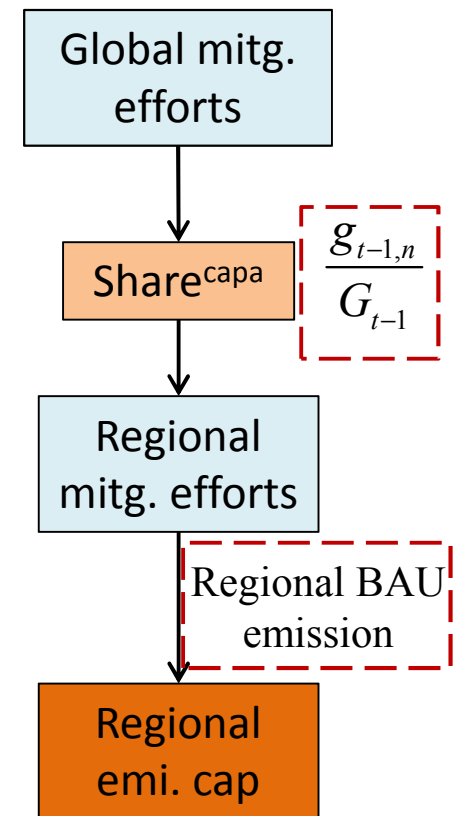 Global mitg.
efforts
Share^capa
g_{t-1,n}
G_{t-1}
Regional
mitg. efforts
Regional BAU
emission
Regional
emi. cap